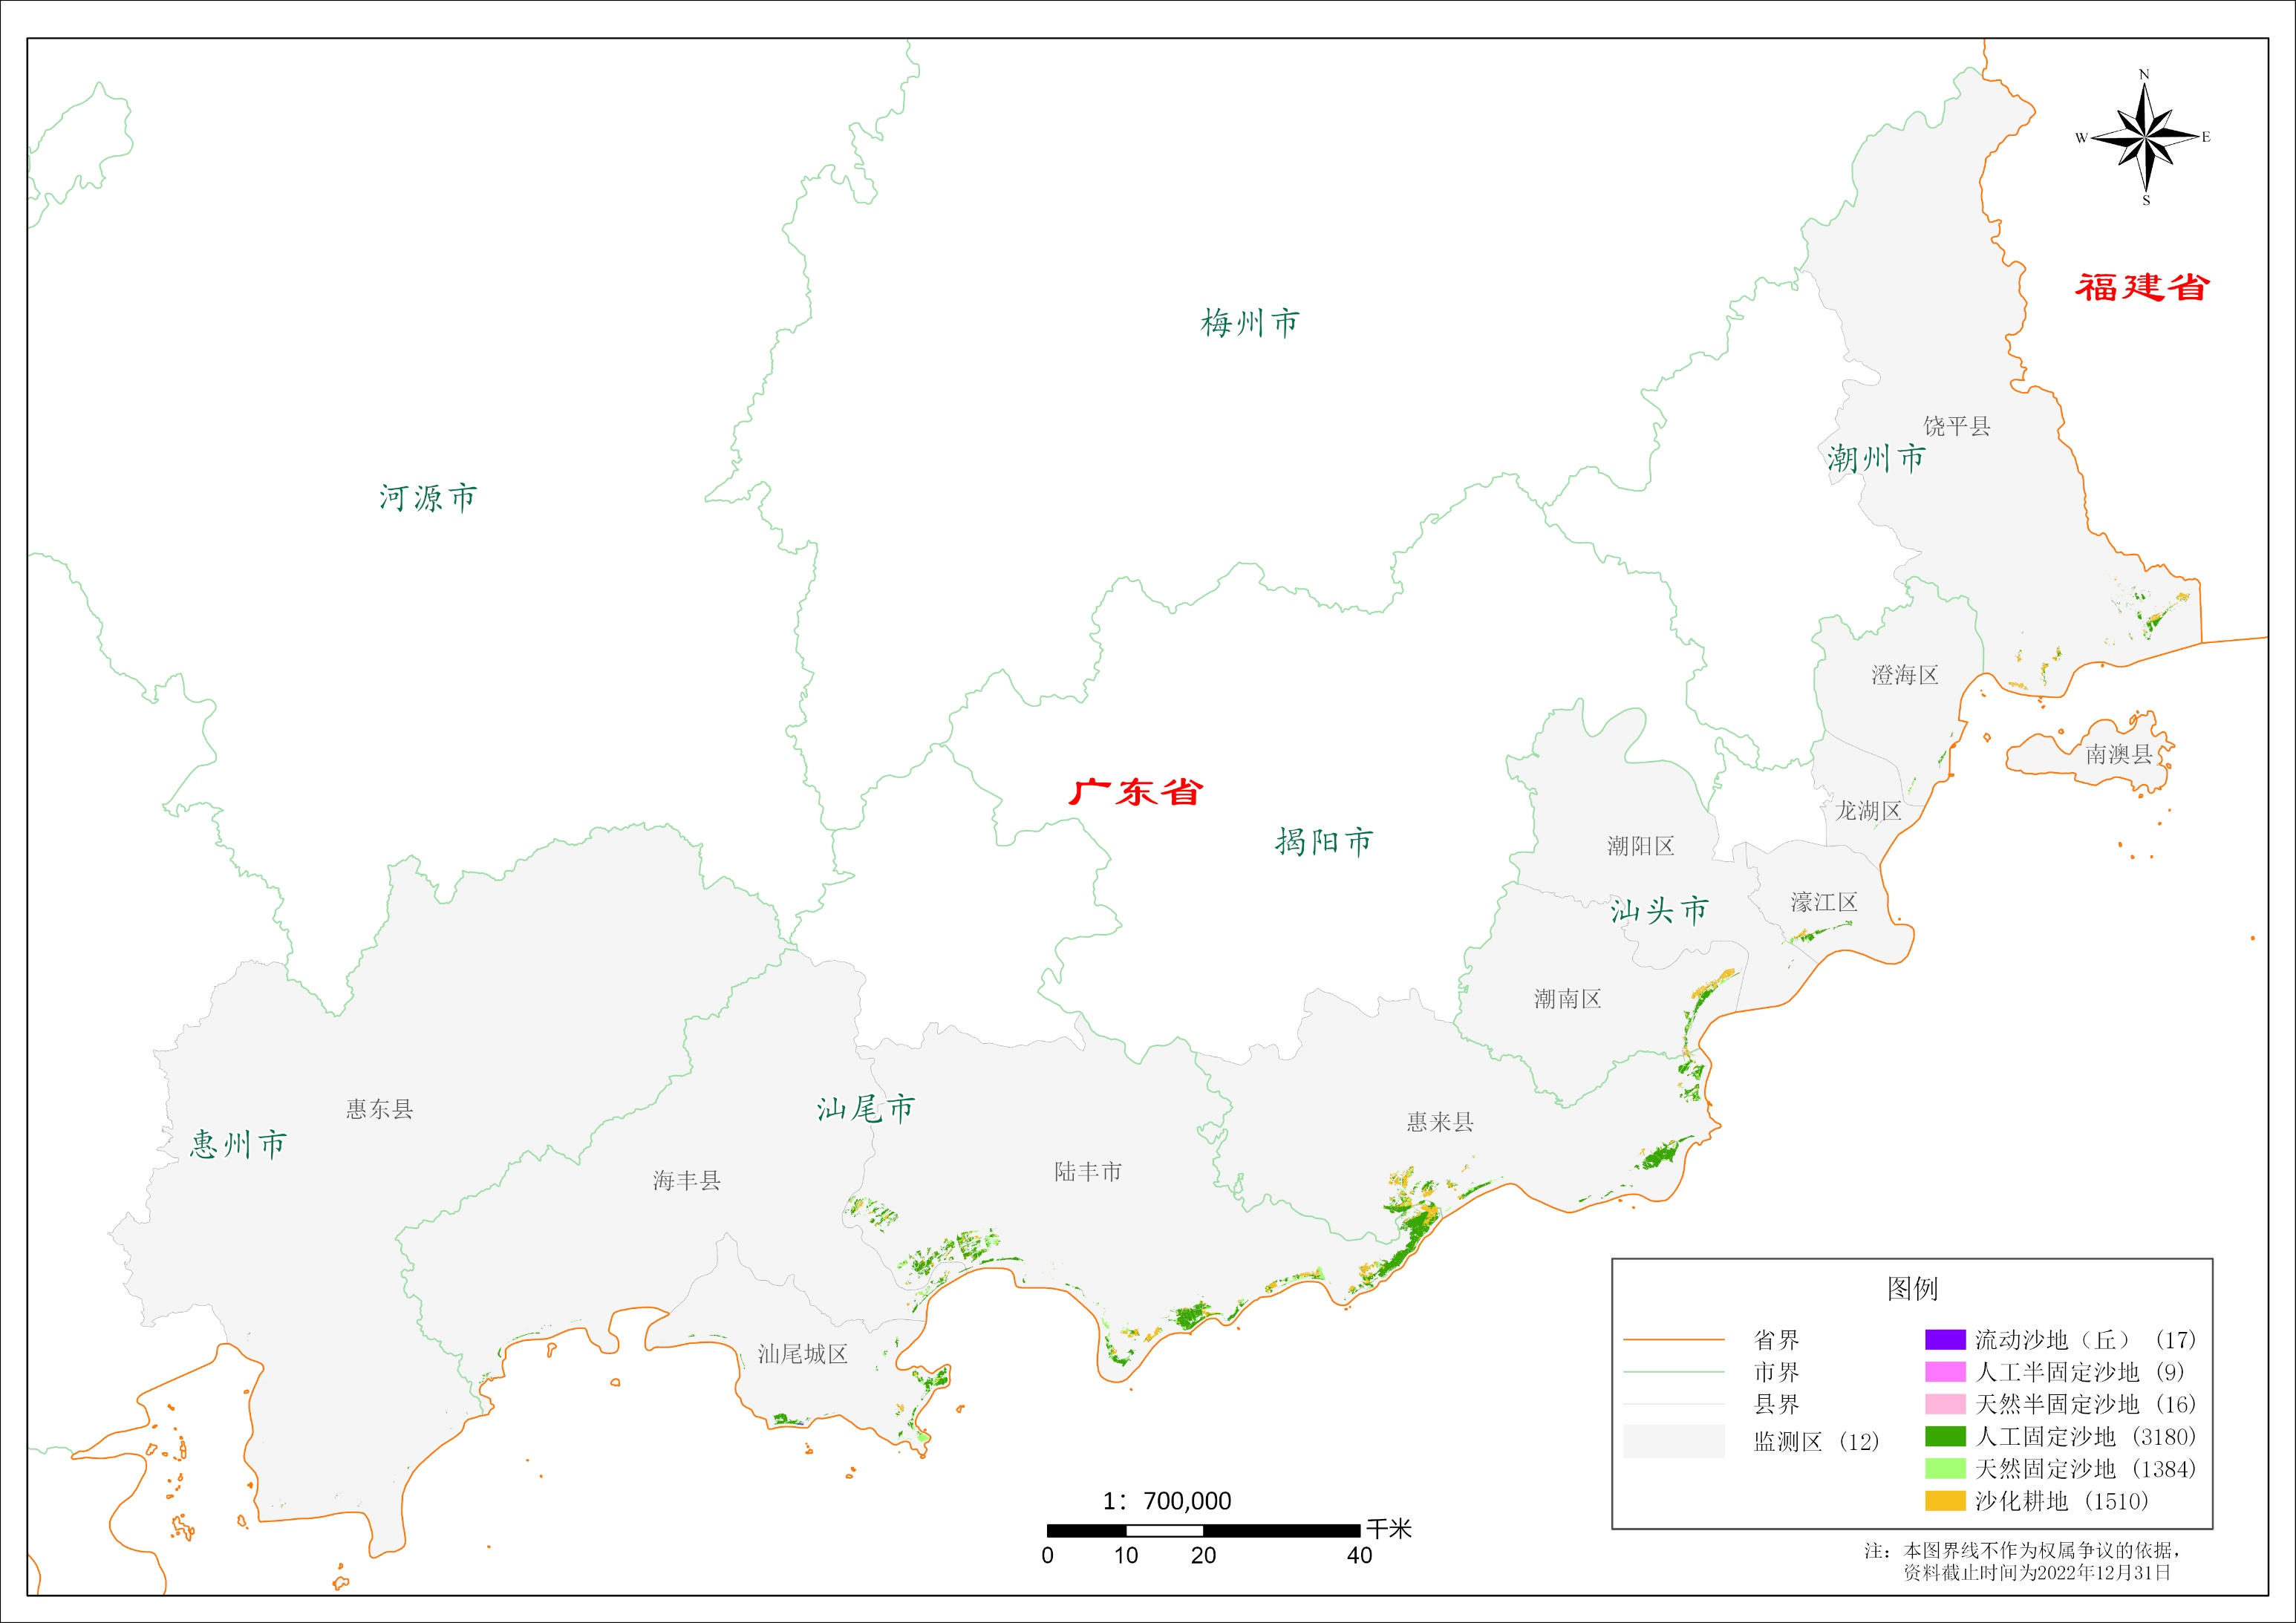 N
W
E
S
福建省
梅州市
饶平县
潮州市
河源市
澄海区
南澳县
广东省
龙湖区
揭阳市
潮阳区
濠江区
汕头市
潮南区
惠东县
汕尾市
惠来县
惠州市
陆丰市
海丰县
汕尾城区
图例
省界
市界
县界
监测区（12）
流动沙地（丘）（17）
人工半固定沙地（9）
天然半固定沙地（16）
人工固定沙地（3180）
天然固定沙地（1384）
沙化耕地（1510）
1：700,000
千米
0 10 20 40
注：本图界线不作为权属争议的依据，
资料截止时间为2022年12月31日